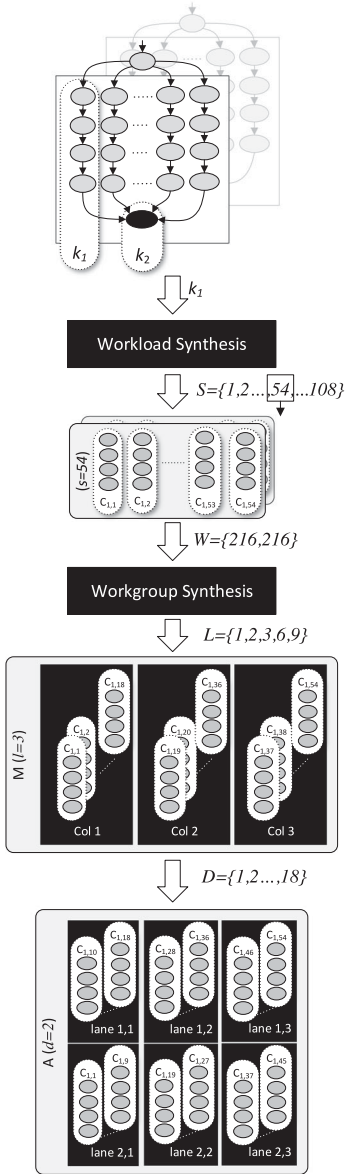 k1
k2
k1
Workload Synthesis
S={1,2...,54,...108}
(s=54)
C1,1 C1,2 C1,53 C1,54
W={216,216}
Workgroup Synthesis
L={1,2,3,6,9}
M (l=3)
C1,18 C1,36 C1,54
C1,2 C1,20 C1,38
C1,1 C1,19 C1,37
Col 1 Col 2 Col 3
D={1,2...,18}
A (d=2)
C1,18 C1,36 C1,54
C1,10 C1,28 C1,46
lane 1,1 lane 1,2 lane 1,3
C1,9 C1,27 C1,45
C1,1 C1,19 C1,37
lane 2,1 lane 2,2 lane 2,3